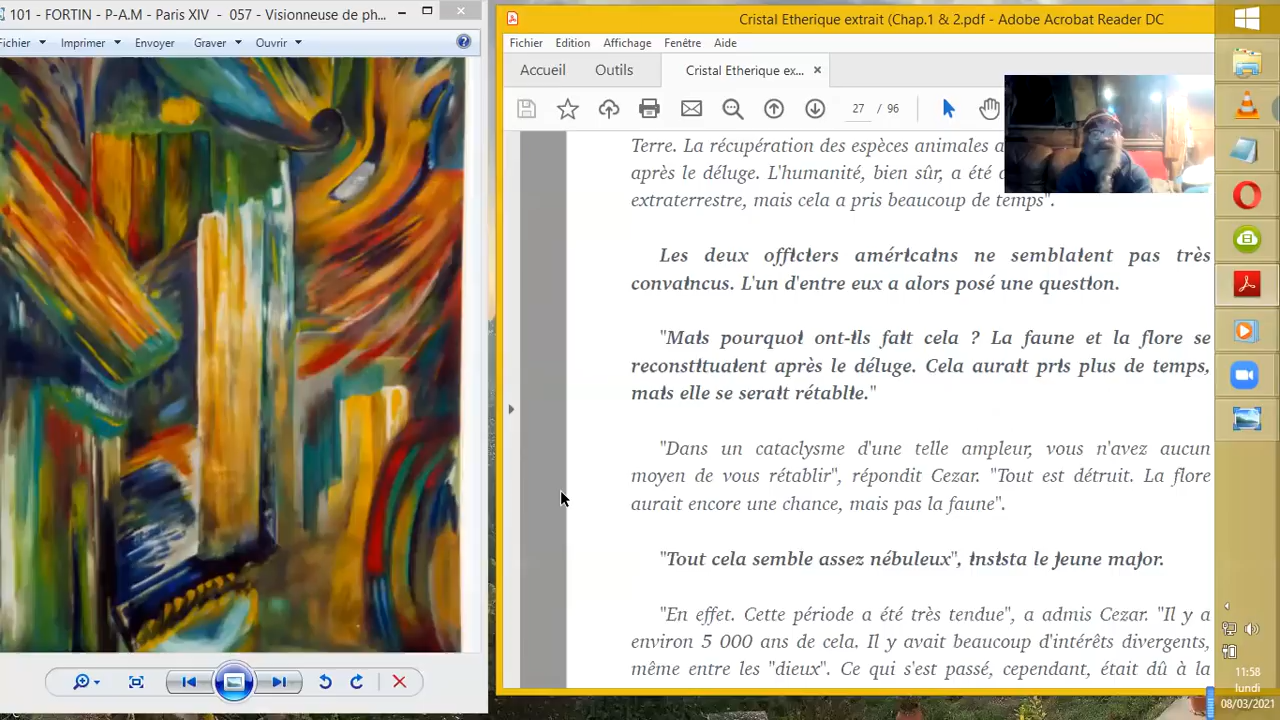 101 - FORTIN - P-A.M - Paris XIV - 057 - Visionneuse de ph...
Fichier Imprimer Envoyer Graver Ouvrir
Cristal Etherique extrait (Chap.1 & 2.pdf - Adobe Acrobat Reader DC
Fichier Edition Affichage Fenêtre Aide
Accueil Outils Cristal Etherique ex...
27 / 96
Terre. La récupération des espèces animales a
après le déluge. L'humanité, bien sûr, a été
extraterrestre, mais cela a pris beaucoup de temps".
Les deux officiers américains ne semblaient pas très
convaincus. L'un d'entre eux a alors posé une question.
"Mais pourquoi ont-ils fait cela ? La faune et la flore se
reconstituaient après le déluge. Cela aurait pris plus de temps,
mais elle se serait rétablie."
"Dans un cataclysme d'une telle ampleur, vous n'avez aucun
moyen de vous rétablir", répondit Cezar. "Tout est détruit. La flore
aurait encore une chance, mais pas la faune".
"Tout cela semble assez nébuleux", insista le jeune major.
"En effet. Cette période a été très tendue", a admis Cezar. "Il y a
environ 5 000 ans de cela. Il y avait beaucoup d'intérêts divergents,
même entre les "dieux". Ce qui s'est passé, cependant, était dû à la
11:58
lundi
08/03/2021